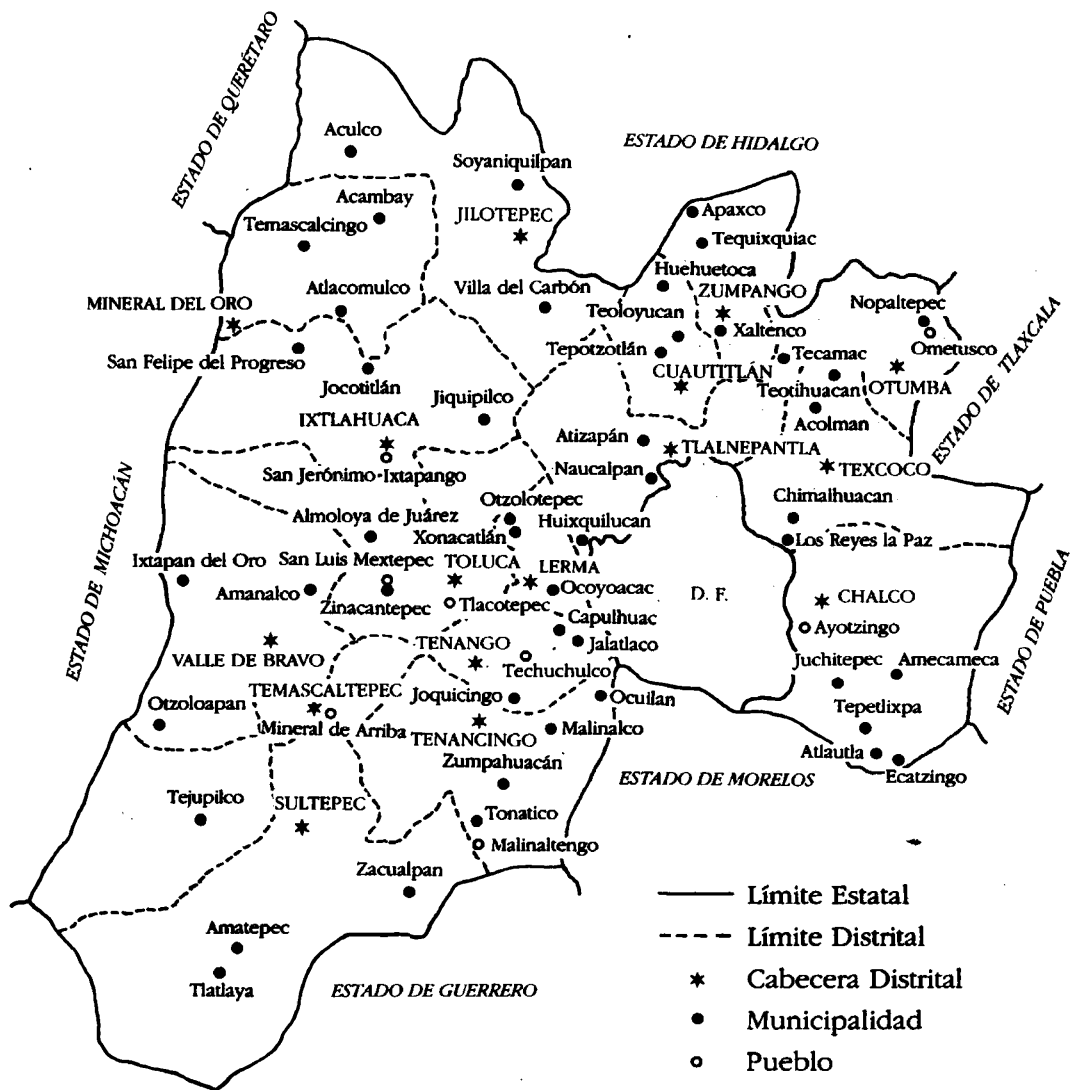 ESTADO DE QUERÉTARO
Aculco
ESTADO DE HIDALGO
Soyaniquilpan
Acambay
JILOTEPEC
Temascalcingo
Apaxco
Tequixquiac
Huehuetoca
MINERAL DEL ORO
Atlacomulco
Villa del Carbón
ZUMPANGO
Nopaltepec
Teoloyucan
Xaltenco
Ometusco
San Felipe del Progreso
Tepotzotlán
Tecamac
ESTADO DE TLAXCALA
Jocotitlán
CUAUTITLÁN
Teotihuacan
OTUMBA
Jiquipilco
Acolman
IXTLAHUACA
Atizapán
TLALNEPANTLA
San Jerónimo Ixtapango
Naucalpan
TEXCOCO
Otzolotepec
Chimalhuacan
Almoloya de Juárez
Xonacatlán
Huixquilucan
Los Reyes la Paz
ESTADO DE MICHOACÁN
Ixtapan del Oro
San Luis Mextepec
TOLUCA
LERMA
Amanalco
Zinacantepec
Tlacotepec
Ocoyoacac
D. F.
CHALCO
Capulhuac
Ayotzingo
VALLE DE BRAVO
TENANGO
Jalatlaco
ESTADO DE PUEBLA
Techuchulco
Juchitepec
Amecameca
TEMASCALTEPEC
Joquicingo
Ocuilan
Otzoloapan
Mineral de Arriba
Tepetlixpa
TENANCINGO
Malinalco
Atlautla
Zumpahuacán
ESTADO DE MORELOS
Ecatzingo
Tejupilco
SULTEPEC
Tonatico
Malinaltengo
Zacualpan
Límite Estatal
Amatepec
Límite Distrital
Tlatlaya
ESTADO DE GUERRERO
Cabecera Distrital
Municipalidad
Pueblo